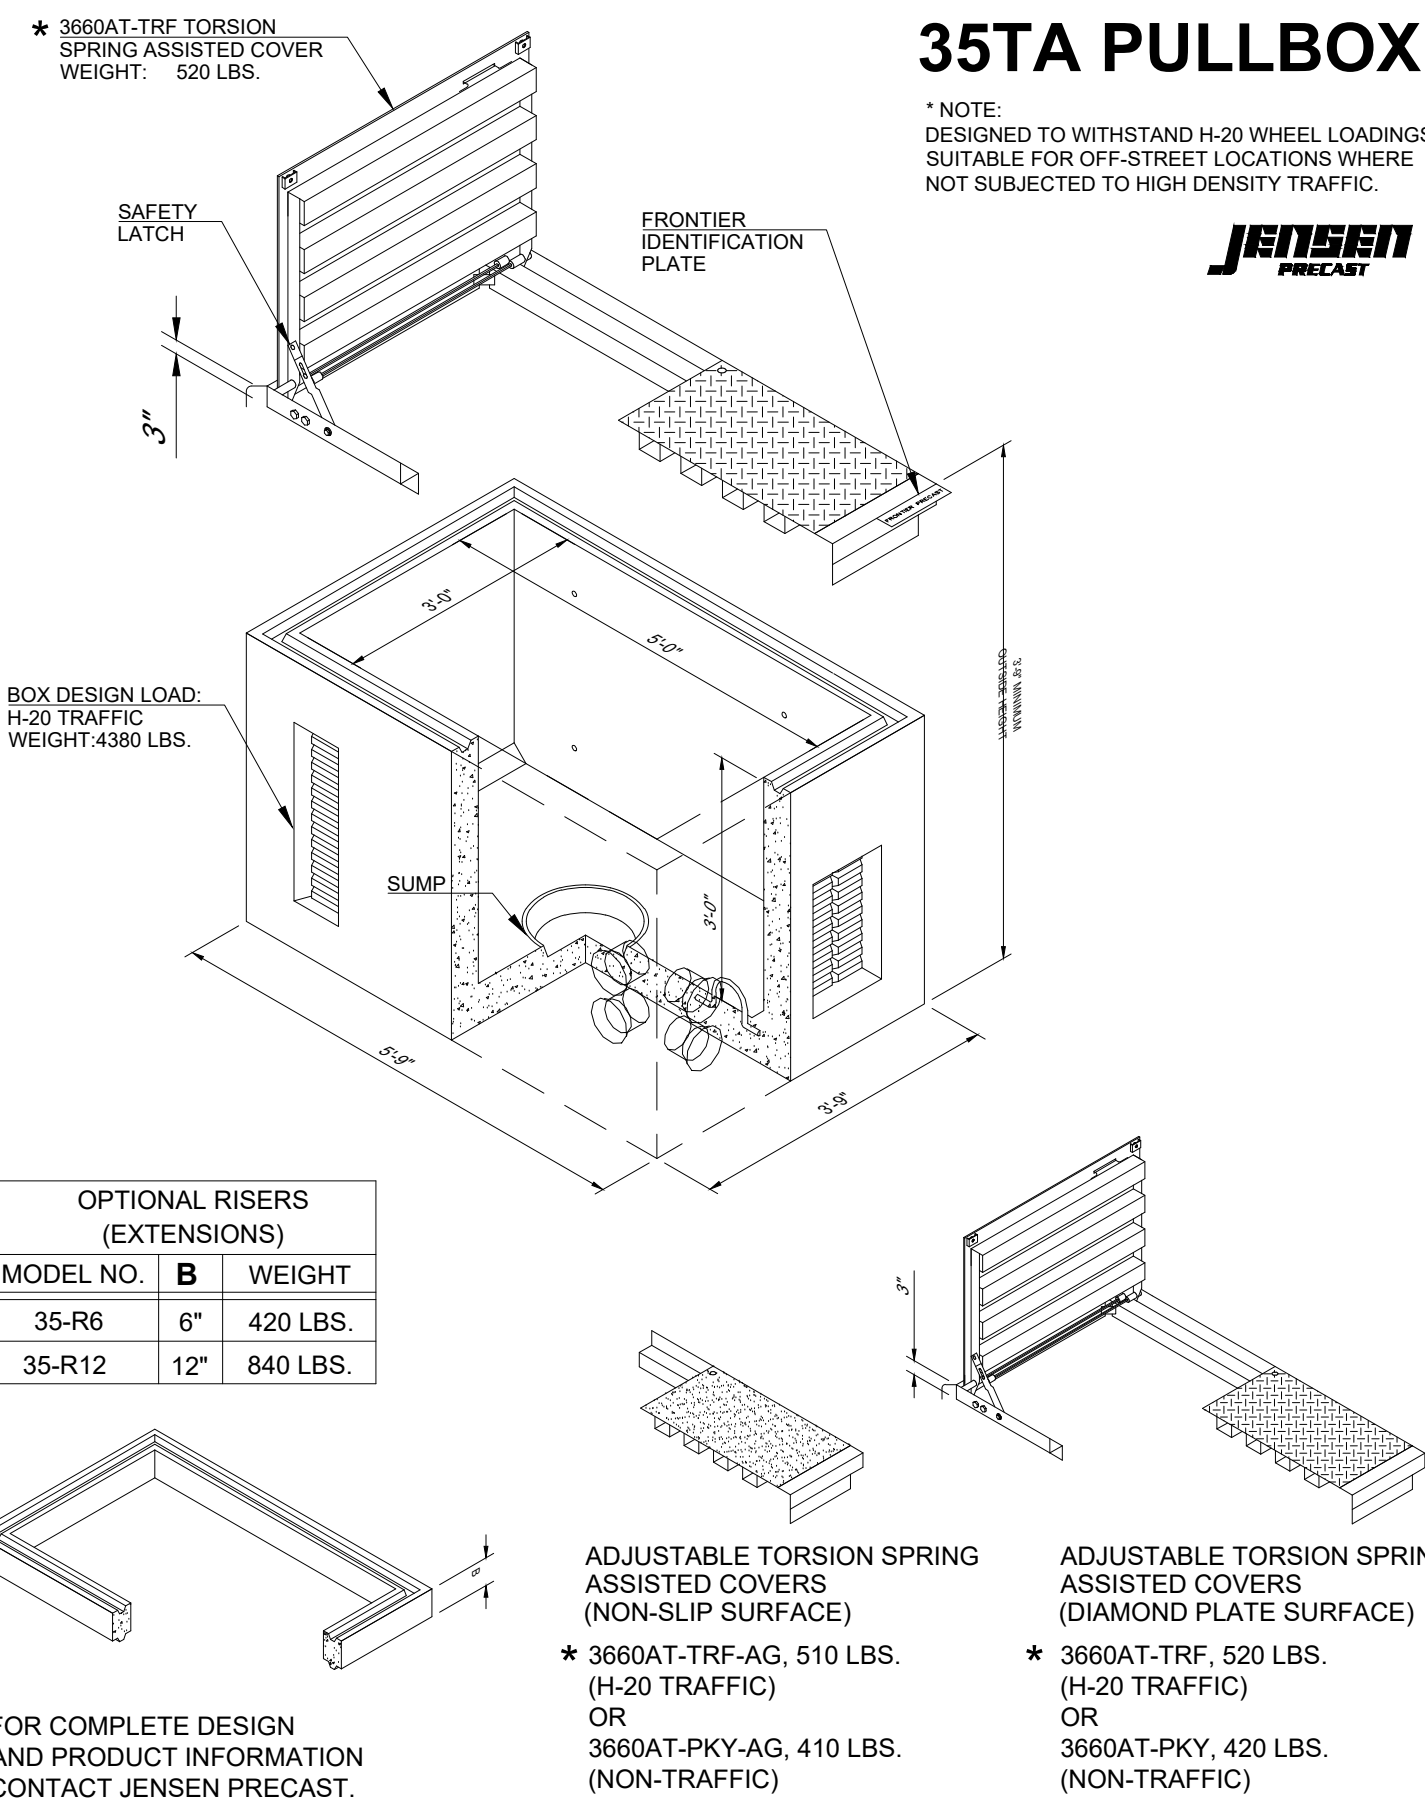 * 3660AT-TRF TORSION
SPRING ASSISTED COVER
WEIGHT: 520 LBS.
35TA PULLBOX
* NOTE:
DESIGNED TO WITHSTAND H-20 WHEEL LOADINGS
SUITABLE FOR OFF-STREET LOCATIONS WHERE
NOT SUBJECTED TO HIGH DENSITY TRAFFIC.
JENSEN
PRECAST
SAFETY
LATCH
FRONTIER
IDENTIFICATION
PLATE
3"
FRONTIER PRECAST
3'-0"
5'-0"
3'-9" MINIMUM
OUTSIDE HEIGHT
BOX DESIGN LOAD:
H-20 TRAFFIC
WEIGHT:4380 LBS.
SUMP
3'-0"
5'-9"
3'-9"
OPTIONAL RISERS
(EXTENSIONS)
MODEL NO. B WEIGHT
35-R6 6" 420 LBS.
35-R12 12" 840 LBS.
B
3"
ADJUSTABLE TORSION SPRING
ASSISTED COVERS
(NON-SLIP SURFACE)
* 3660AT-TRF-AG, 510 LBS.
(H-20 TRAFFIC)
OR
3660AT-PKY-AG, 410 LBS.
(NON-TRAFFIC)
ADJUSTABLE TORSION SPRIN
ASSISTED COVERS
(DIAMOND PLATE SURFACE)
* 3660AT-TRF, 520 LBS.
(H-20 TRAFFIC)
OR
3660AT-PKY, 420 LBS.
(NON-TRAFFIC)
FOR COMPLETE DESIGN
AND PRODUCT INFORMATION
CONTACT JENSEN PRECAST.